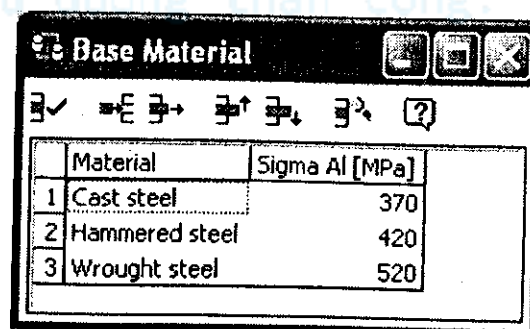 Base Material
Material Sigma Al [MPa]
1 Cast steel 370
2 Hammered steel 420
3 Wrought steel 520